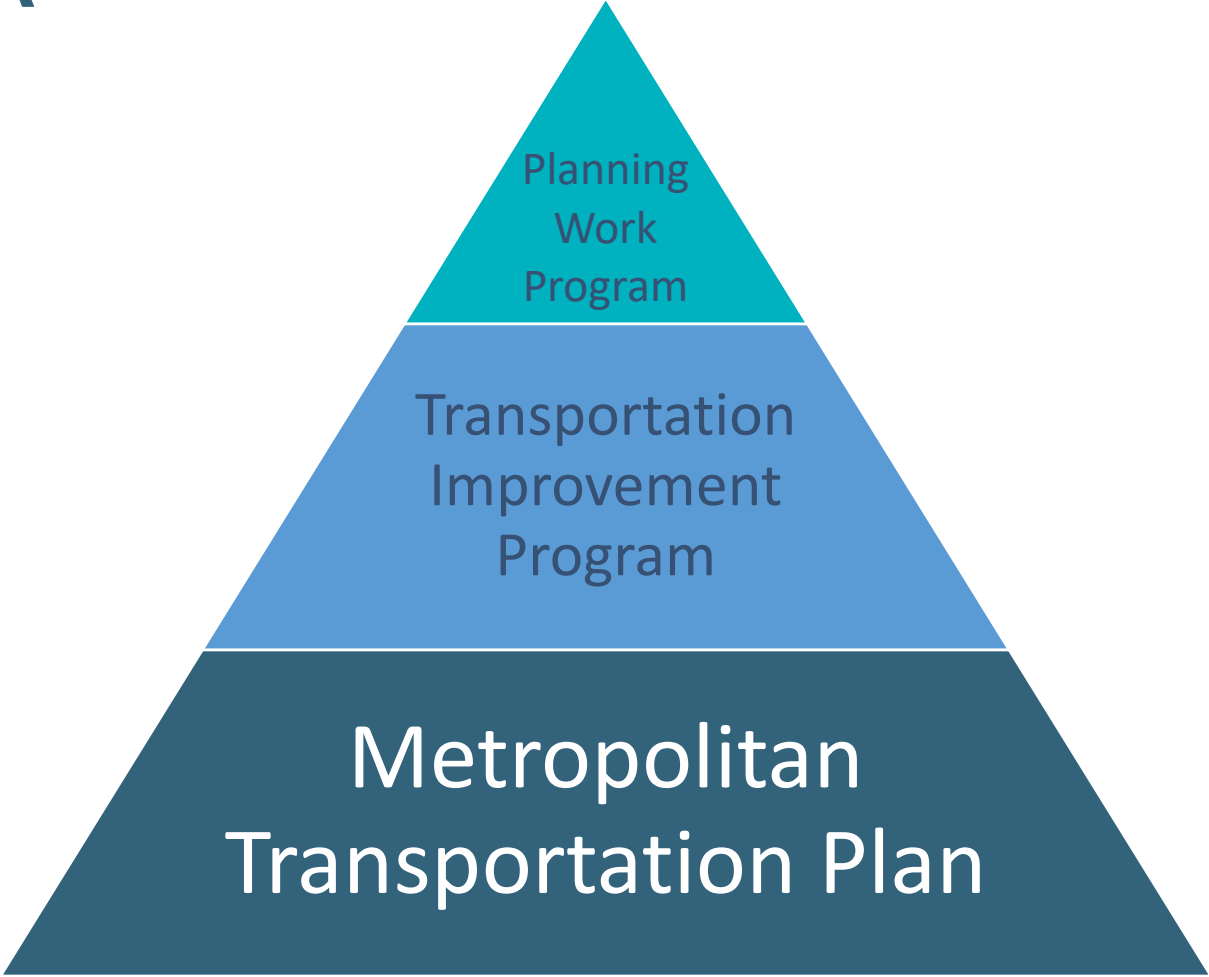 Planning
Work
Program
Transportation
Improvement
Program
Metropolitan
Transportation Plan